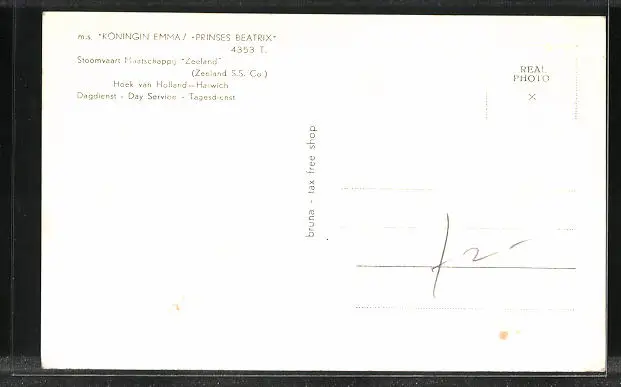 m.s. "KONINGIN EMMA / -PRINSES BEATRIX"
4353 T.
Stoomvaart Maatschappij "Zeeland"
(Zeeland S.S. Co.)
Hoek van Holland - Harwich
Dagdienst - Day Service - Tagesdienst
bruna - tax free shop
REAL
PHOTO
X